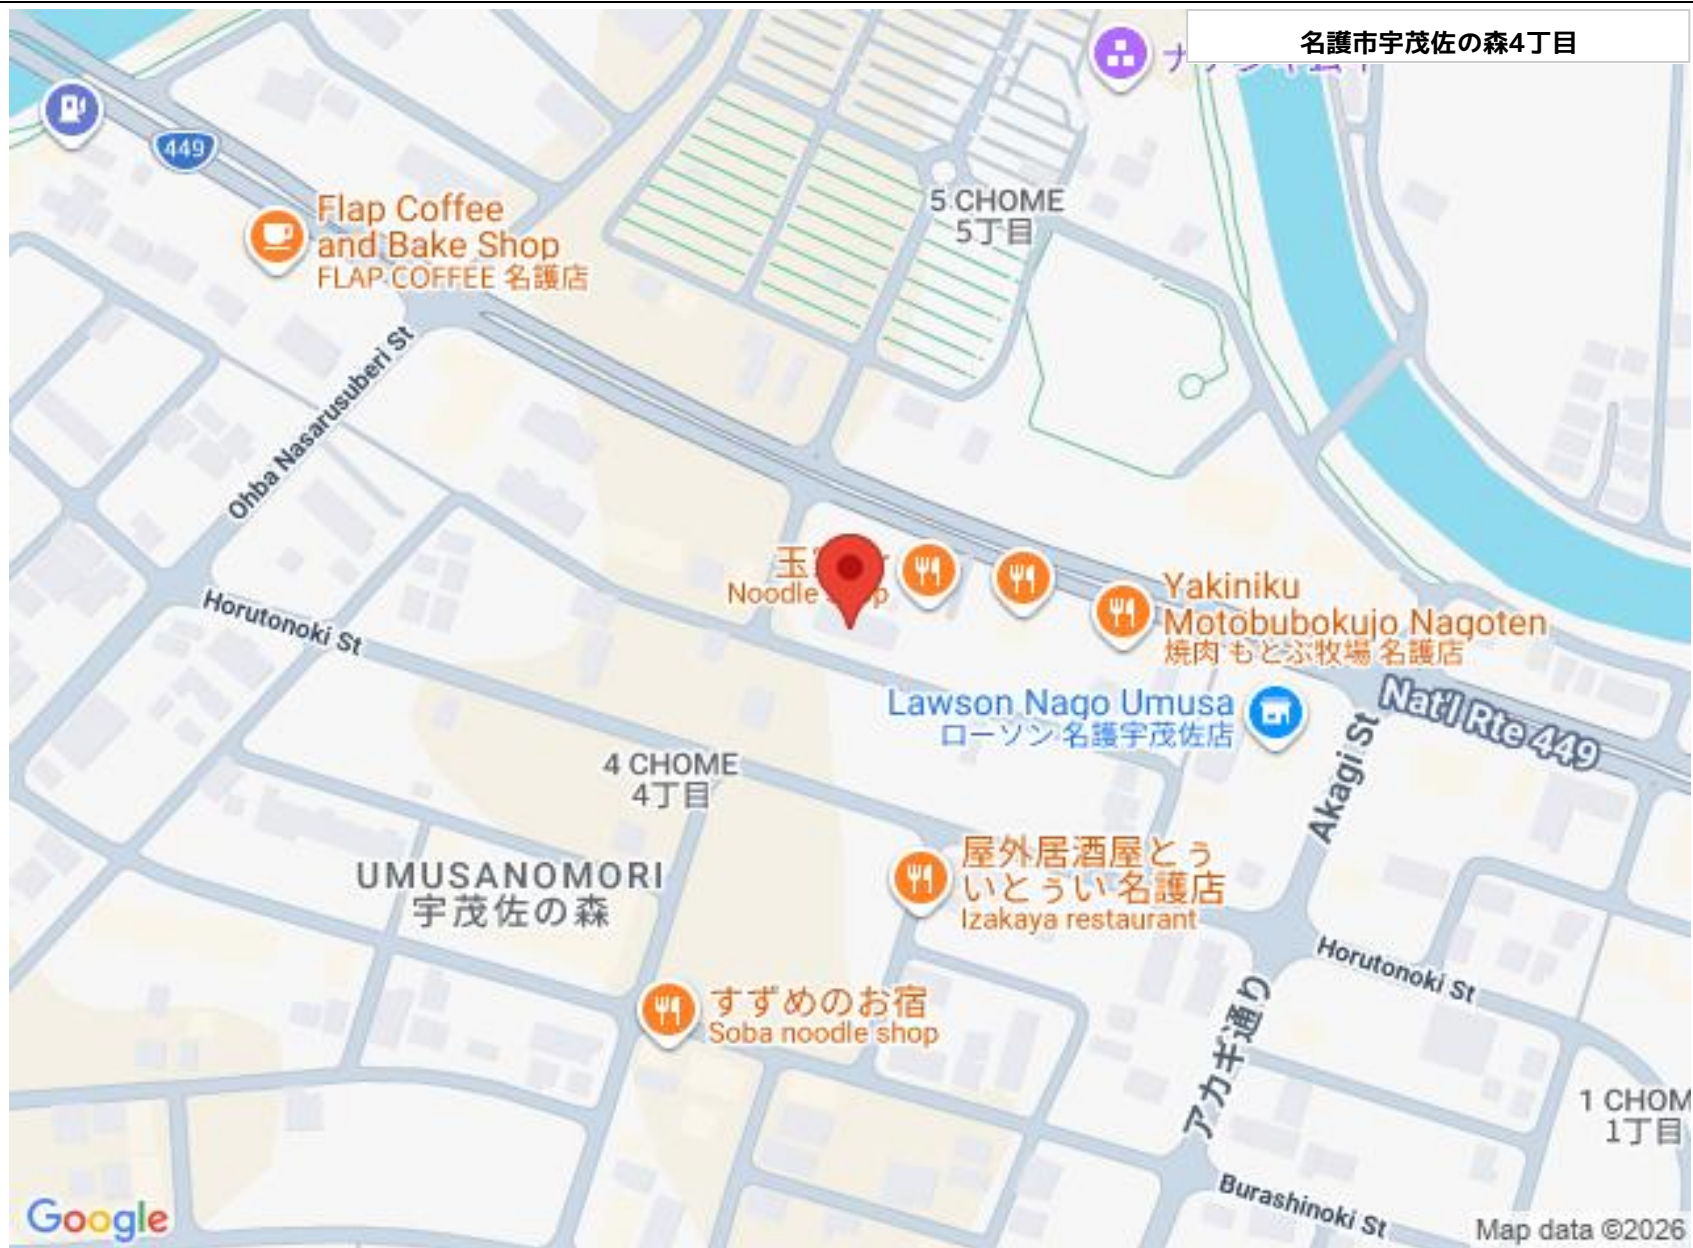 名護市宇茂佐の森4丁目
449
Flap Coffee
and Bake Shop
FLAP COFFEE 名護店
5 CHOME
5丁目
Ohba Nasarusuberi St
玉
Noodle
Yakiniku
Motobubokujo Nagoten
焼肉 もとぶ牧場 名護店
Horutonoki St
Lawson Nago Umusa
ローソン 名護宇茂佐店
Nat'l Rte 449
Akagi St
4 CHOME
4丁目
屋外居酒屋とぅ
いとぅい 名護店
Izakaya restaurant
UMUSANOMORI
宇茂佐の森
Horutonoki St
すずめのお宿
Soba noodle shop
アカギ通り
1 CHOM
1丁目
Burashinoki St
Google
Map data ©2026